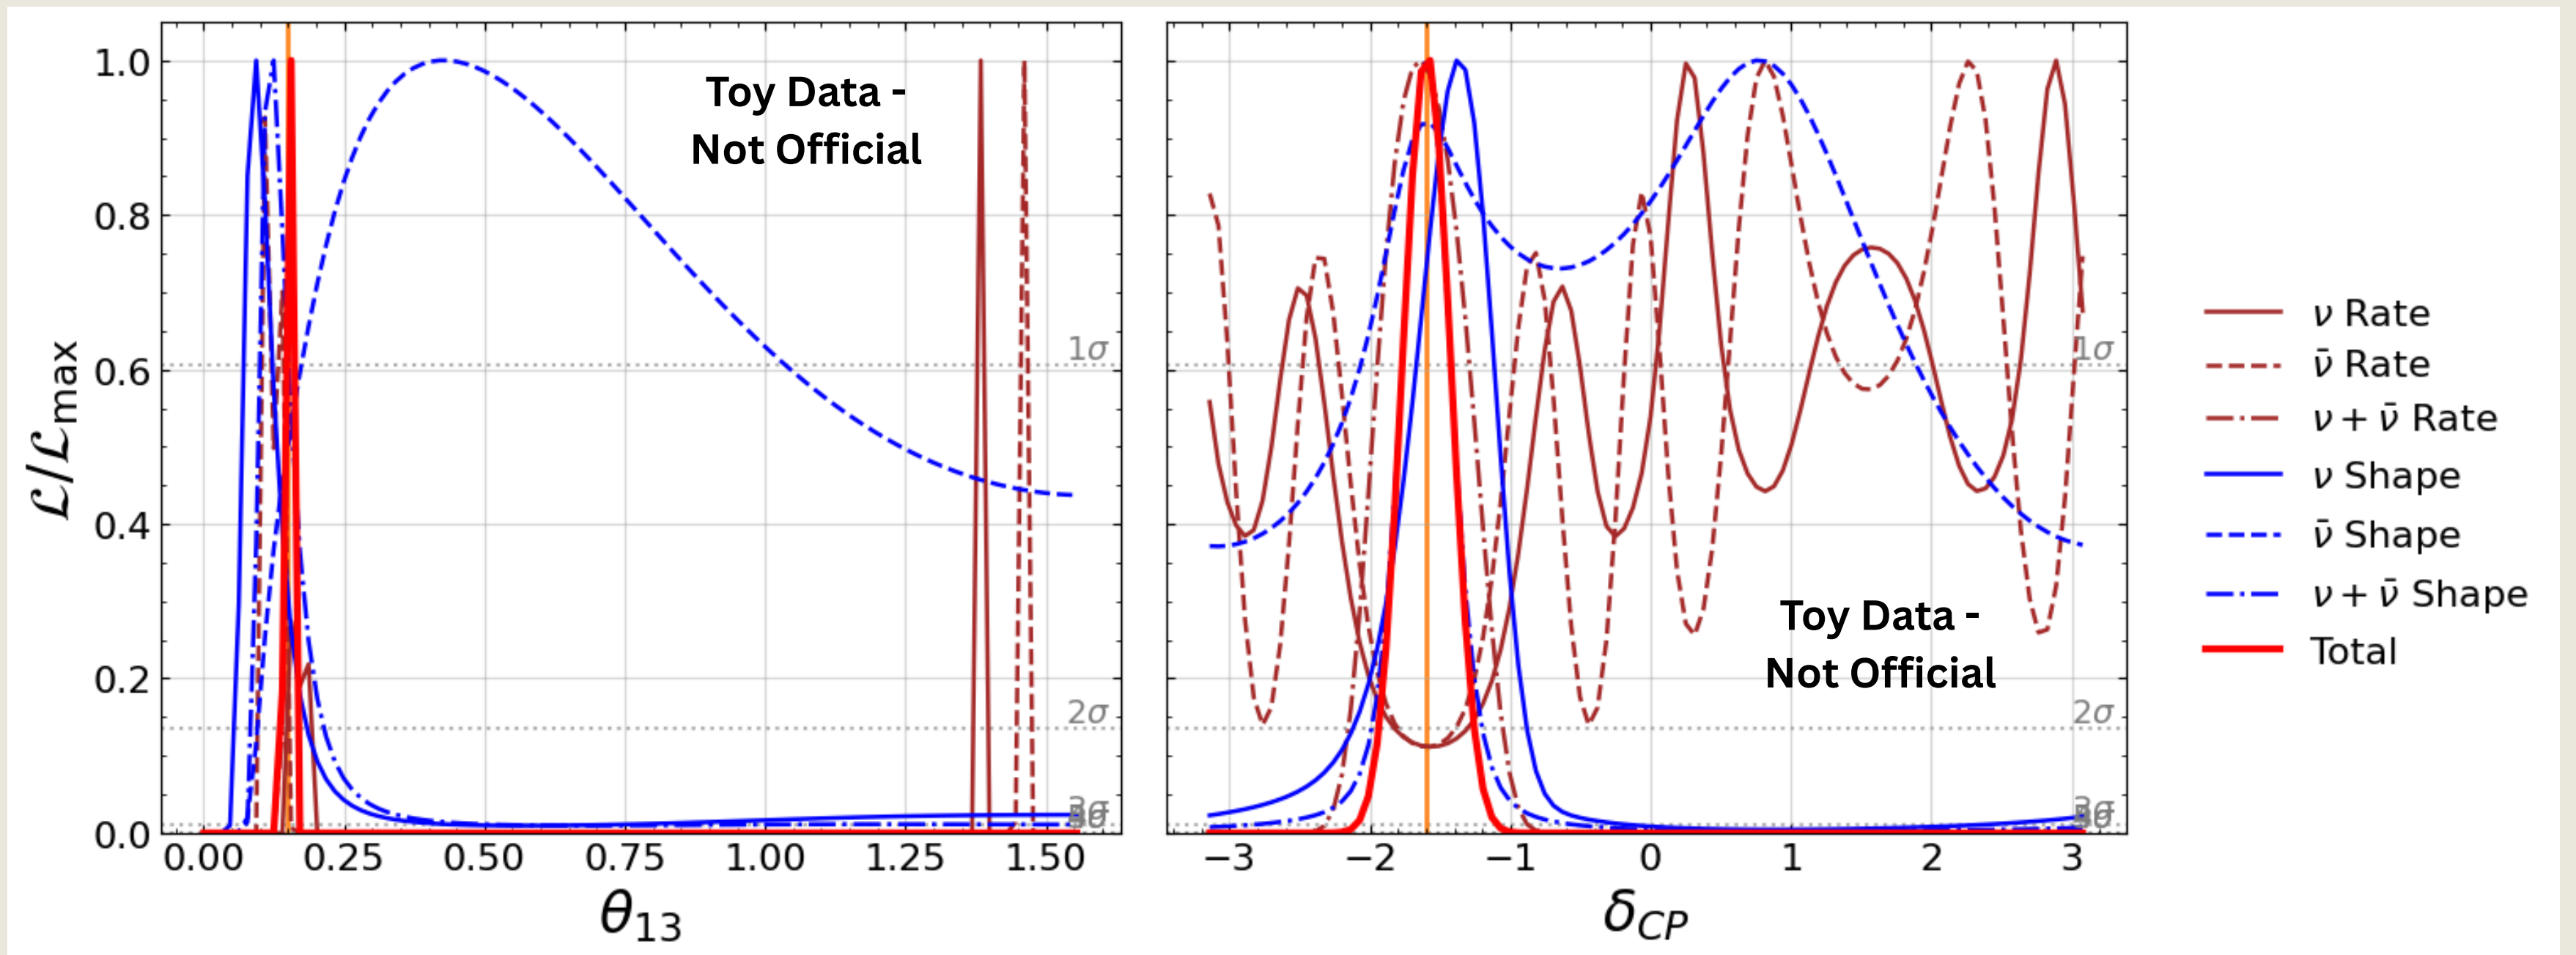 ℒ/ℒmax
1.0
0.8
0.6
0.4
0.2
0.0
Toy Data -
Not Official
1σ
2σ
3σ
0.00 0.25 0.50 0.75 1.00 1.25 1.50
θ13
1σ
Toy Data -
Not Official
2σ
3σ
−3 −2 −1 0 1 2 3
δCP
ν Rate
ν̄ Rate
ν + ν̄ Rate
ν Shape
ν̄ Shape
ν + ν̄ Shape
Total